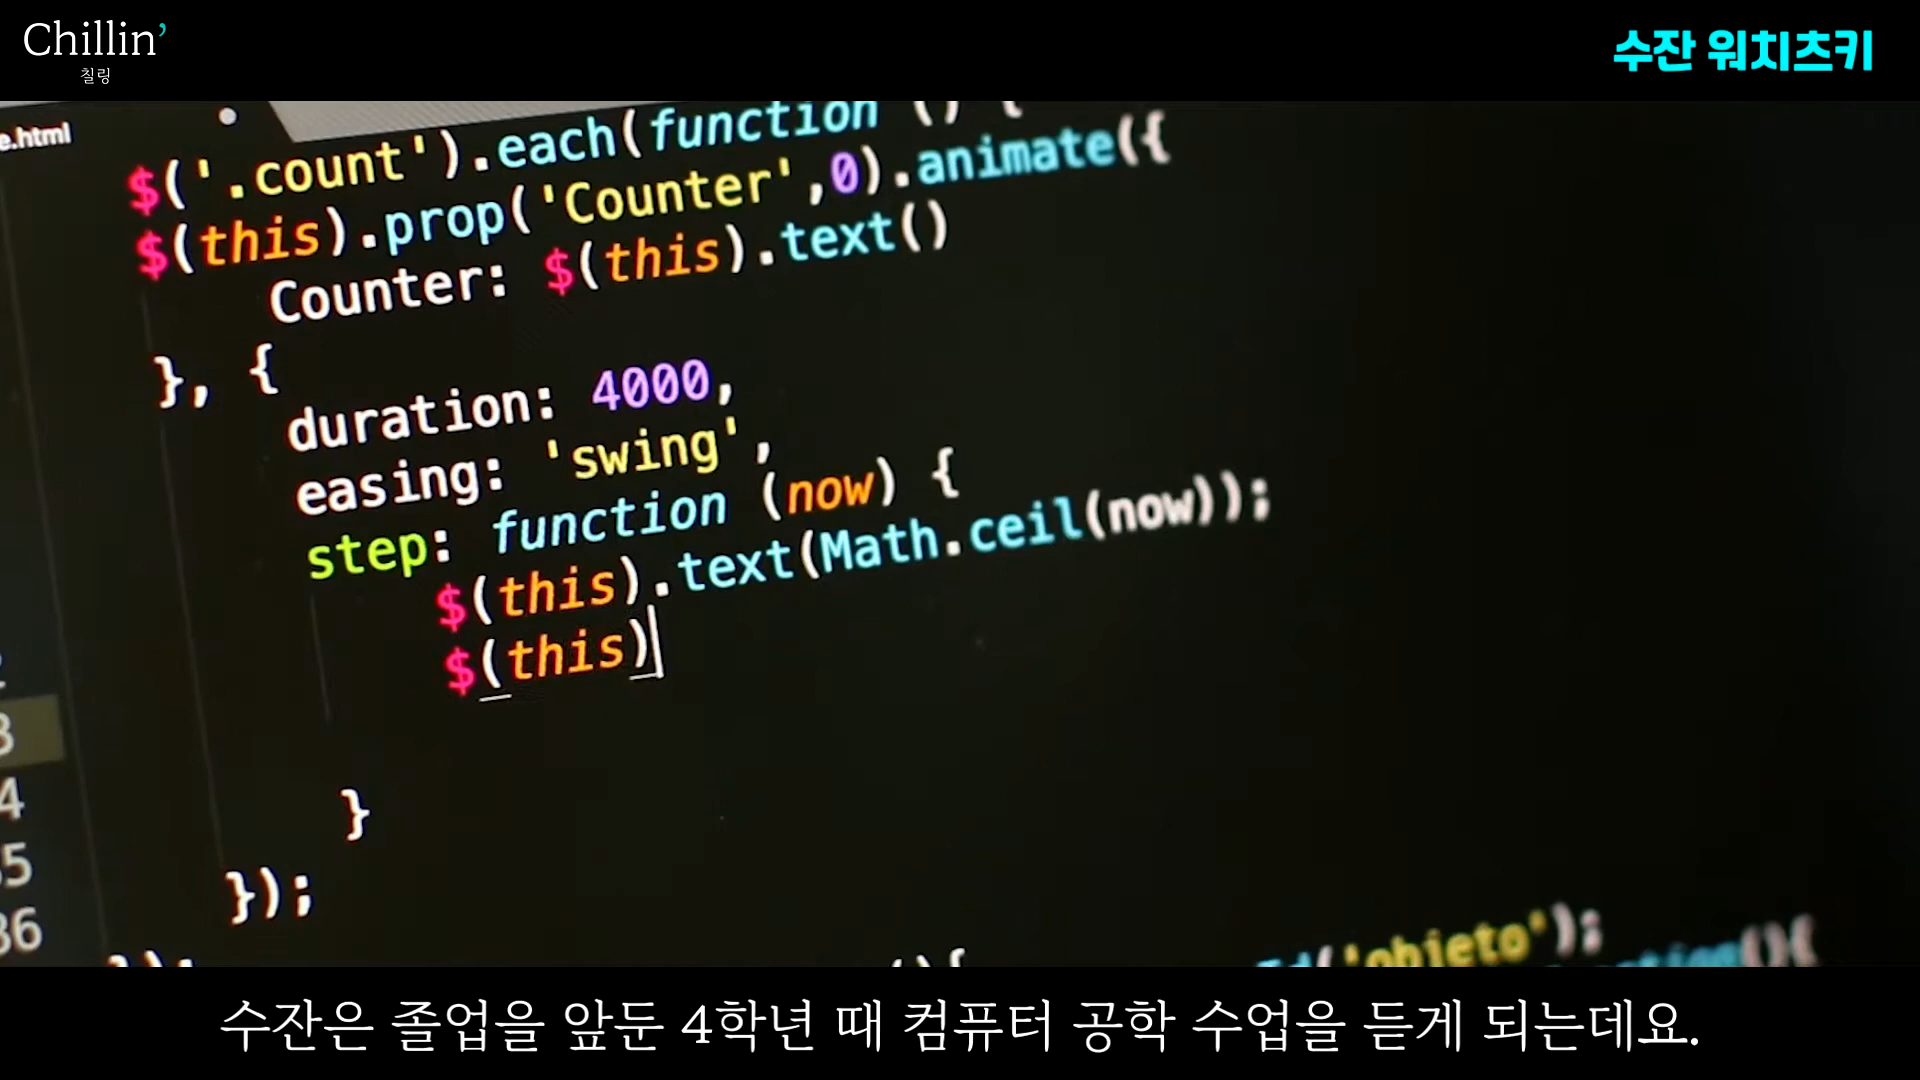 Chillin’
칠링
수잔 워치츠키
e.html
$('.count').each(function () {
$(this).prop('Counter',0).animate({
Counter: $(this).text()
}, {
duration: 4000,
easing: 'swing',
step: function (now) {
$(this).text(Math.ceil(now));
$(this)
}
});
4
35
36
});
(){
('objeto');
(){
수잔은 졸업을 앞둔 4학년 때 컴퓨터 공학 수업을 듣게 되는데요.